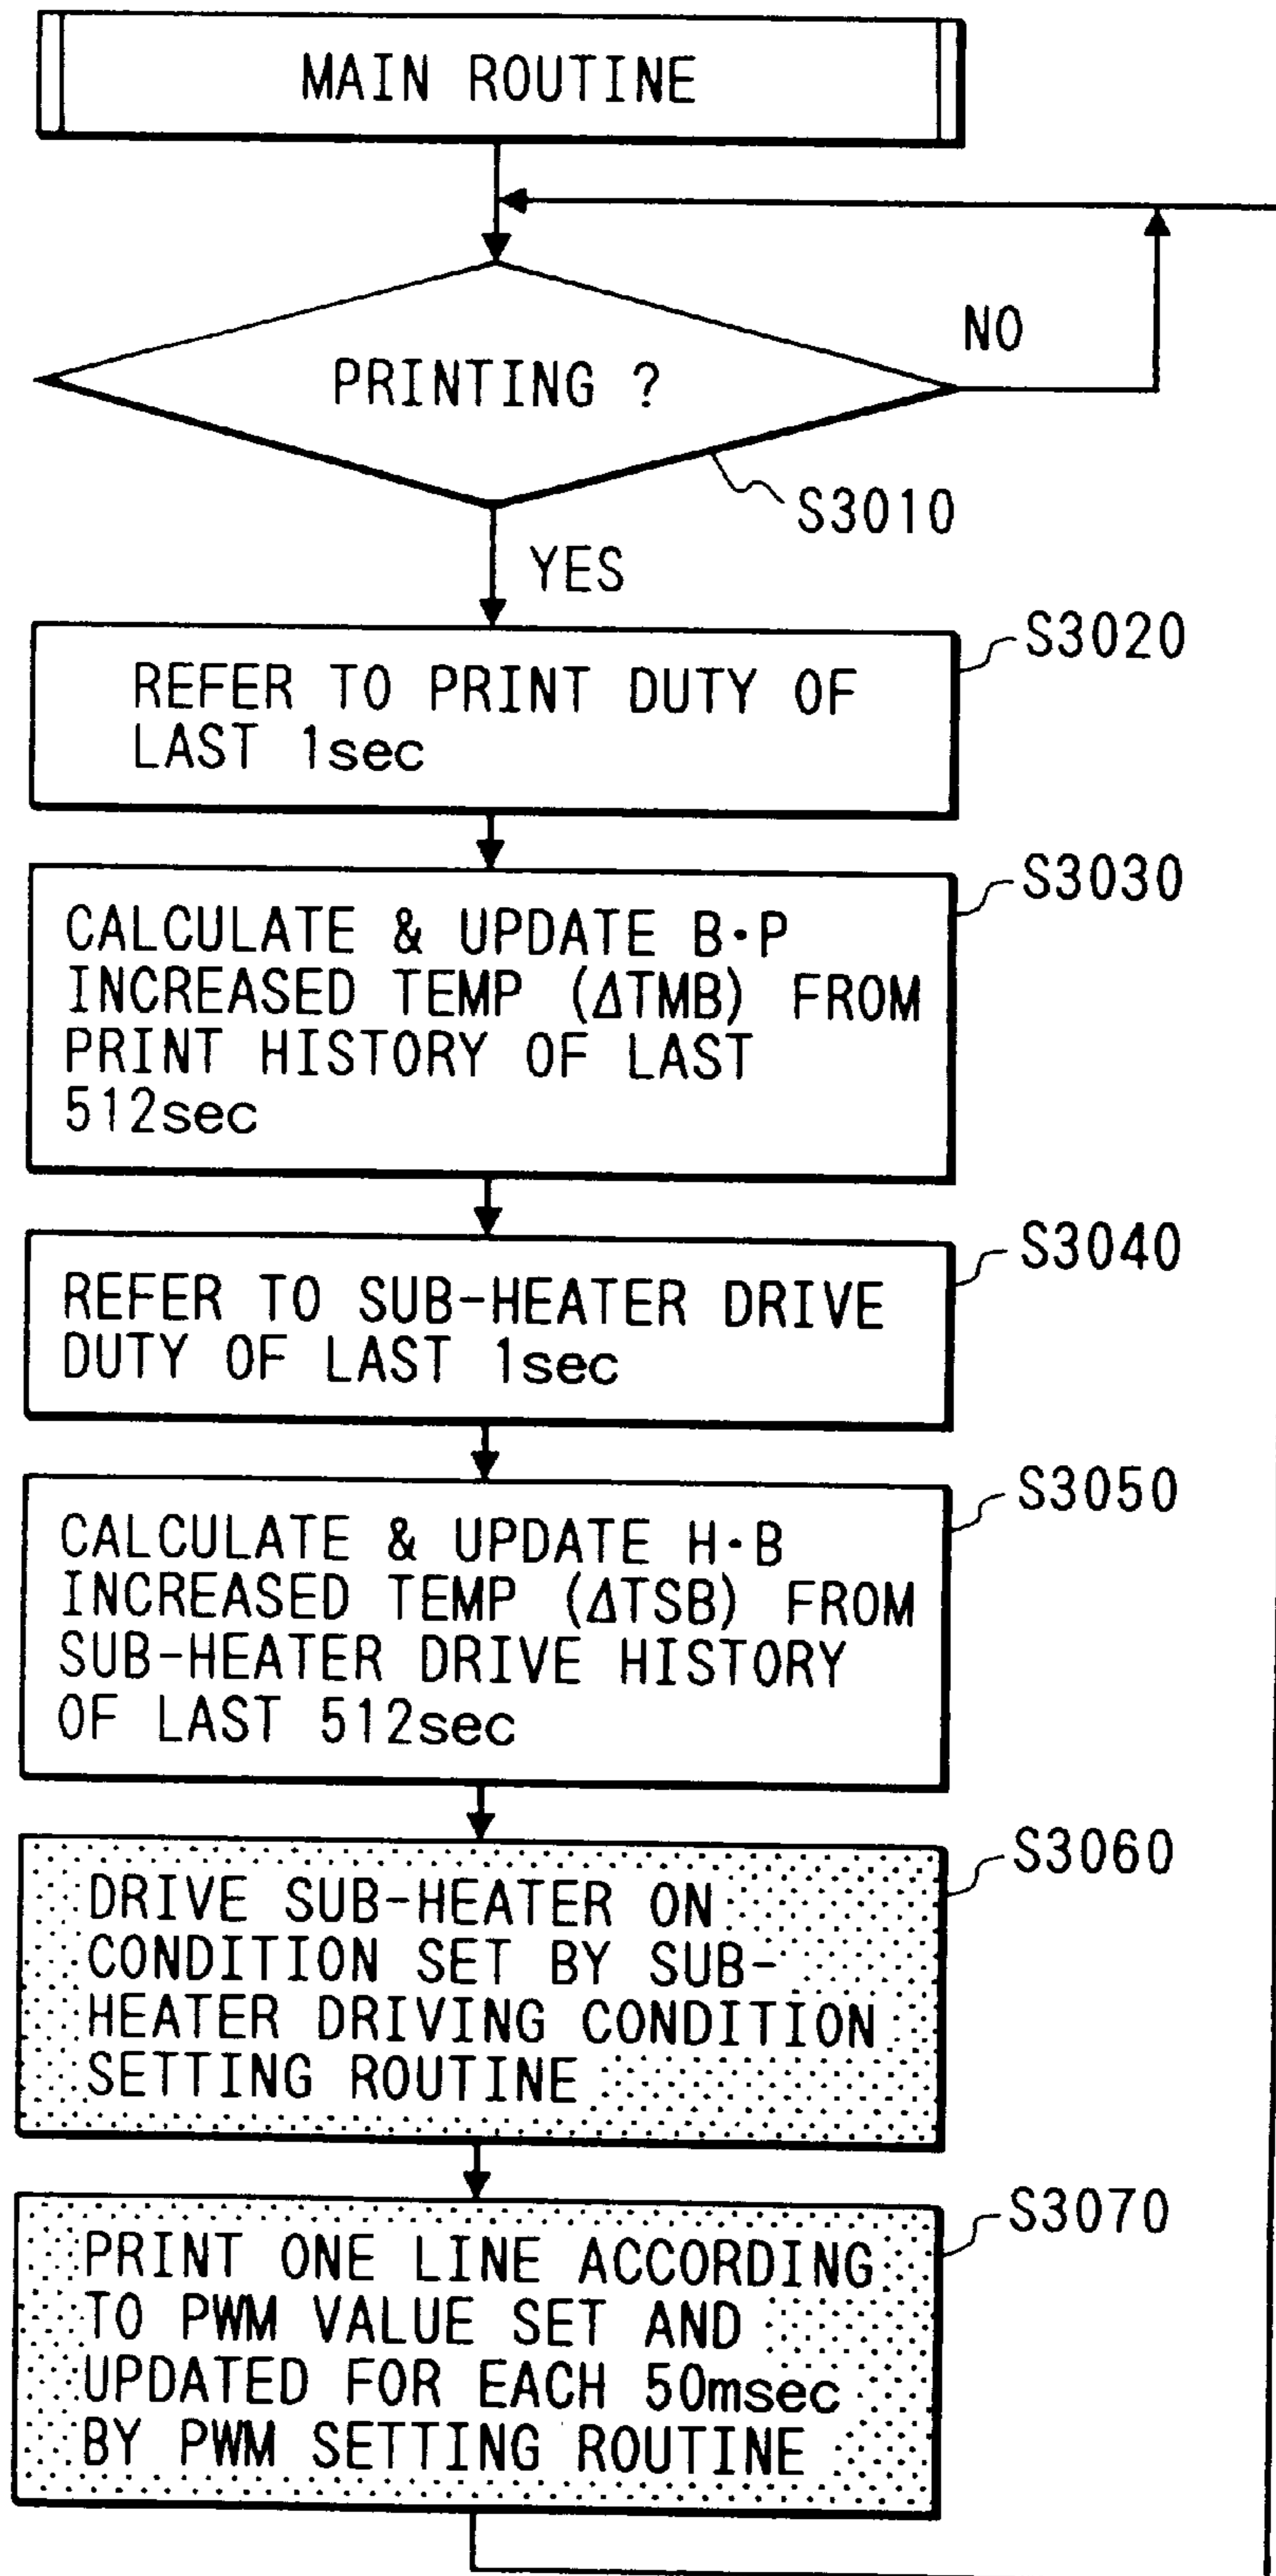 MAIN ROUTINE
PRINTING ?
NO
S3010
YES
S3020
REFER TO PRINT DUTY OF
LAST 1sec
S3030
CALCULATE & UPDATE B·P
INCREASED TEMP (ΔTMB) FROM
PRINT HISTORY OF LAST
512sec
S3040
REFER TO SUB-HEATER DRIVE
DUTY OF LAST 1sec
S3050
CALCULATE & UPDATE H·B
INCREASED TEMP (ΔTSB) FROM
SUB-HEATER DRIVE HISTORY
OF LAST 512sec
S3060
DRIVE SUB-HEATER ON
CONDITION SET BY SUB-
HEATER DRIVING CONDITION
SETTING ROUTINE
S3070
PRINT ONE LINE ACCORDING
TO PWM VALUE SET AND
UPDATED FOR EACH 50msec
BY PWM SETTING ROUTINE